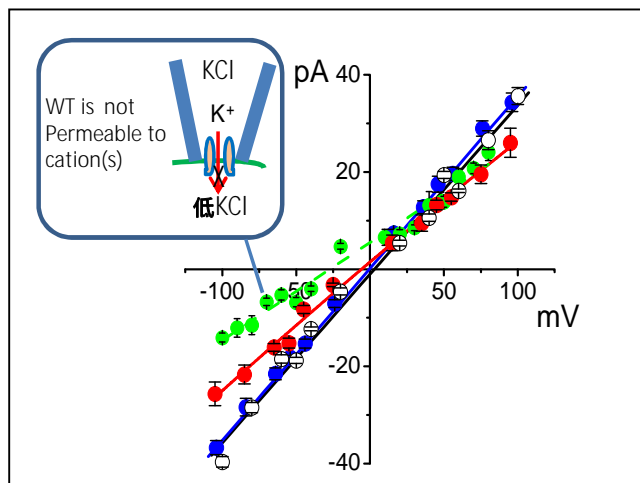 KCl
WT is not
Permeable to
cation(s)
K⁺
X
低KCl
pA
40
20
-20
-40
-100
-50
50
100
mV